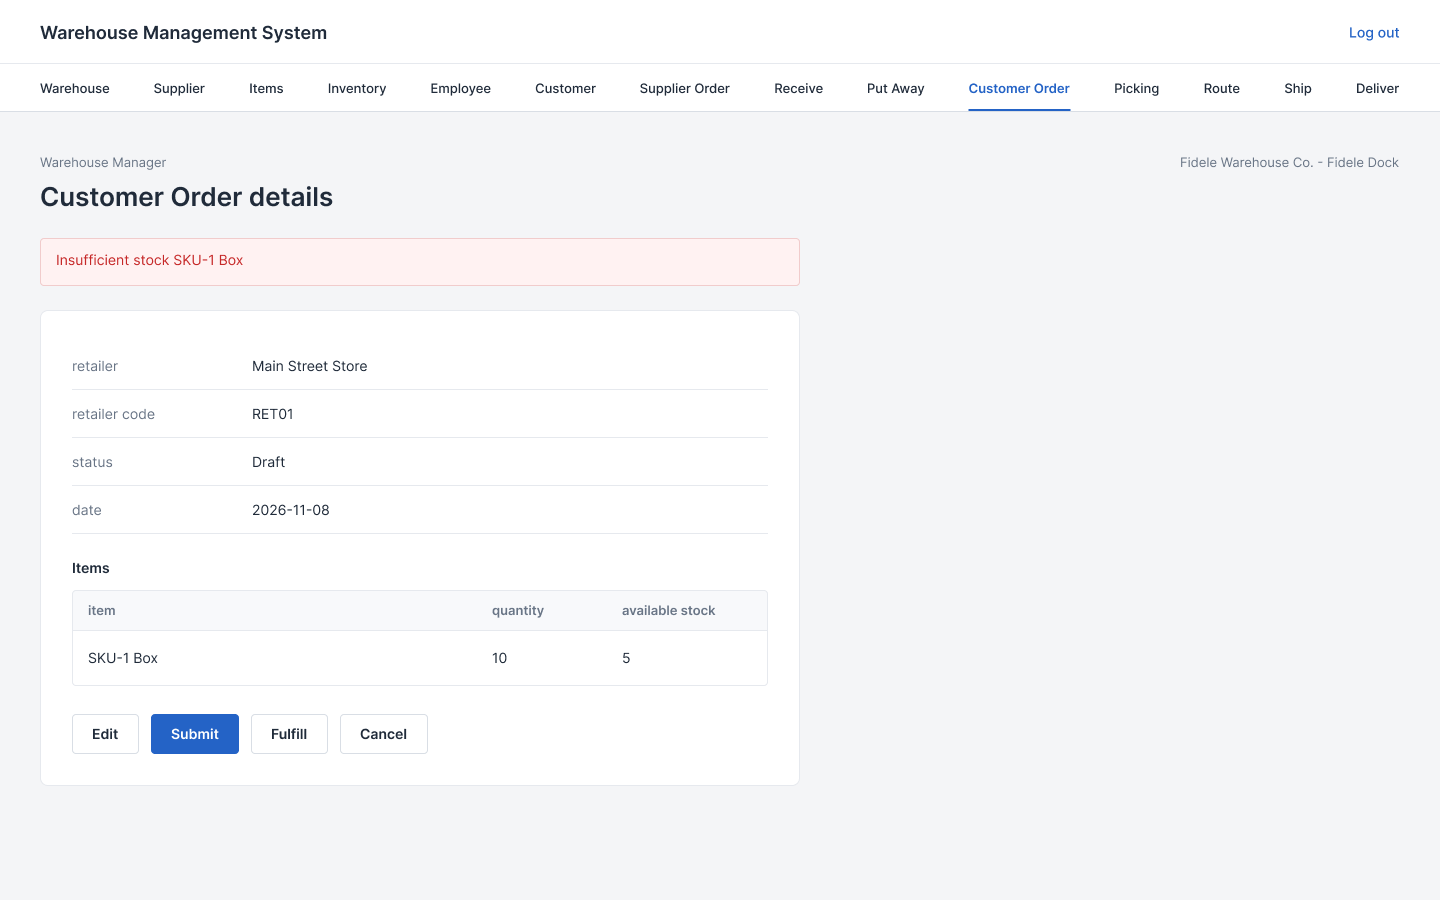 Warehouse Management System
Log out
Warehouse Supplier Items Inventory Employee Customer Supplier Order Receive Put Away Customer Order Picking Route Ship Deliver
Warehouse Manager
Fidele Warehouse Co. - Fidele Dock
Customer Order details
Insufficient stock SKU-1 Box
retailer Main Street Store
retailer code RET01
status Draft
date 2026-11-08
Items
item quantity available stock
SKU-1 Box 10 5
Edit Submit Fulfill Cancel